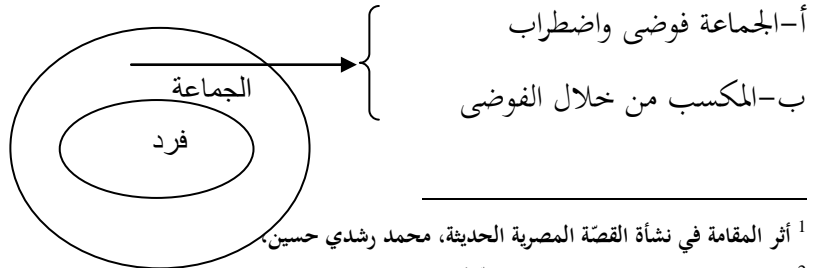 أ-الجماعة فوضى واضطراب
ب-المكسب من خلال الفوضى
الجماعة
فرد
1 أثر المقامة في نشأة القصّة المصرية الحديثة، محمد رشدي حسين،